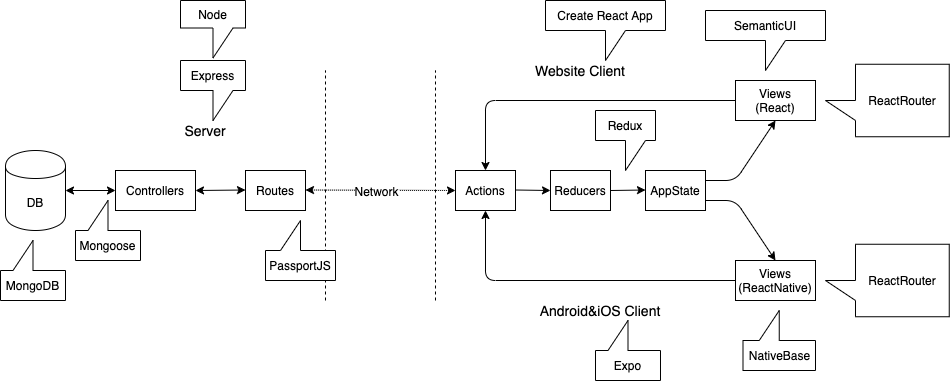 Node
Create React App
SemanticUI
Express
Website Client
Views
(React)
ReactRouter
Server
Redux
DB
Controllers
Routes
Network
Actions
Reducers
AppState
Mongoose
PassportJS
MongoDB
Views
(ReactNative)
ReactRouter
Android&iOS Client
Expo
NativeBase